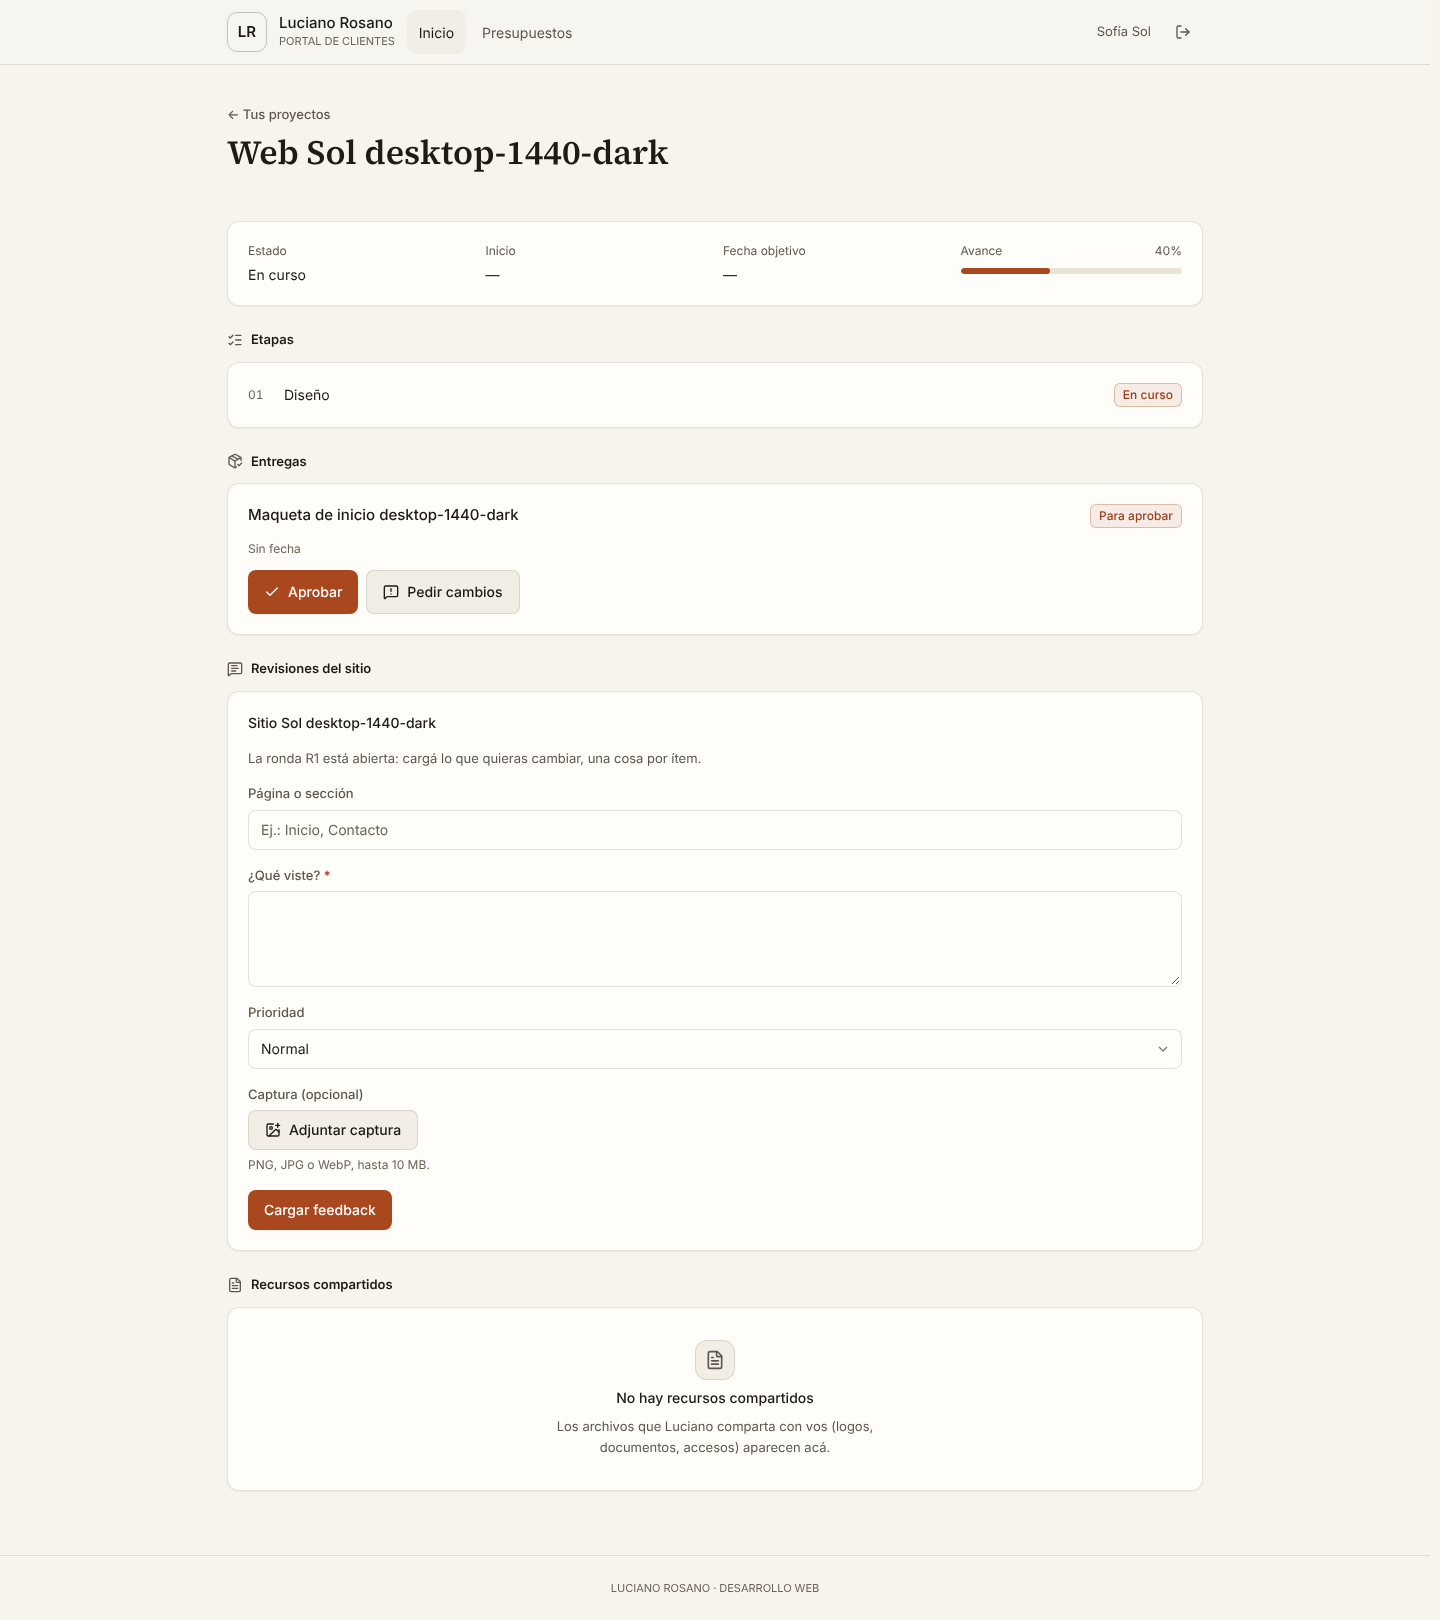 LR
Luciano Rosano
PORTAL DE CLIENTES
Inicio
Presupuestos
Sofía Sol
← Tus proyectos
Web Sol desktop-1440-dark
Estado
En curso
Inicio
—
Fecha objetivo
—
Avance
40%
Etapas
01 Diseño
En curso
Entregas
Maqueta de inicio desktop-1440-dark
Para aprobar
Sin fecha
Aprobar
Pedir cambios
Revisiones del sitio
Sitio Sol desktop-1440-dark
La ronda R1 está abierta: cargá lo que quieras cambiar, una cosa por ítem.
Página o sección
Ej.: Inicio, Contacto
¿Qué viste? *
Prioridad
Normal
Captura (opcional)
Adjuntar captura
PNG, JPG o WebP, hasta 10 MB.
Cargar feedback
Recursos compartidos
No hay recursos compartidos
Los archivos que Luciano comparta con vos (logos,
documentos, accesos) aparecen acá.
LUCIANO ROSANO · DESARROLLO WEB